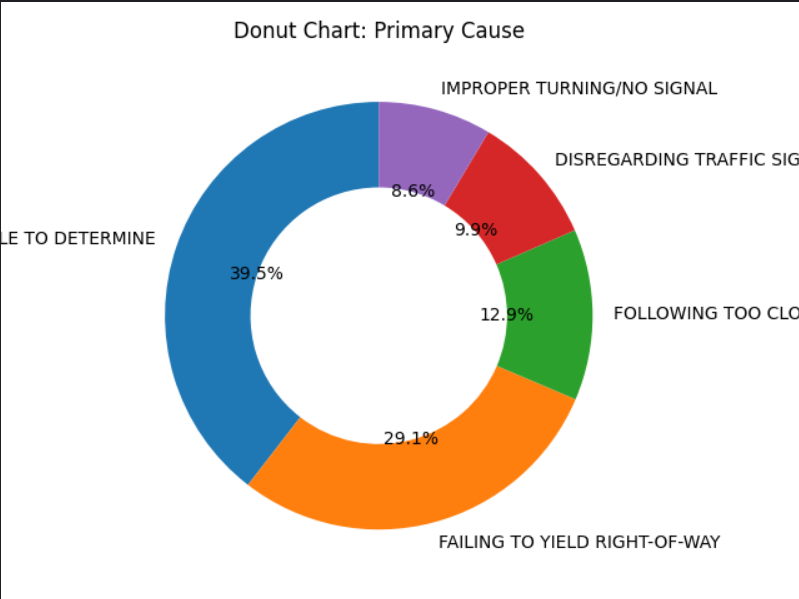 Donut Chart: Primary Cause
IMPROPER TURNING/NO SIGNAL
8.6%
DISREGARDING TRAFFIC SIG
9.9%
LE TO DETERMINE
39.5%
12.9%
FOLLOWING TOO CLO
29.1%
FAILING TO YIELD RIGHT-OF-WAY